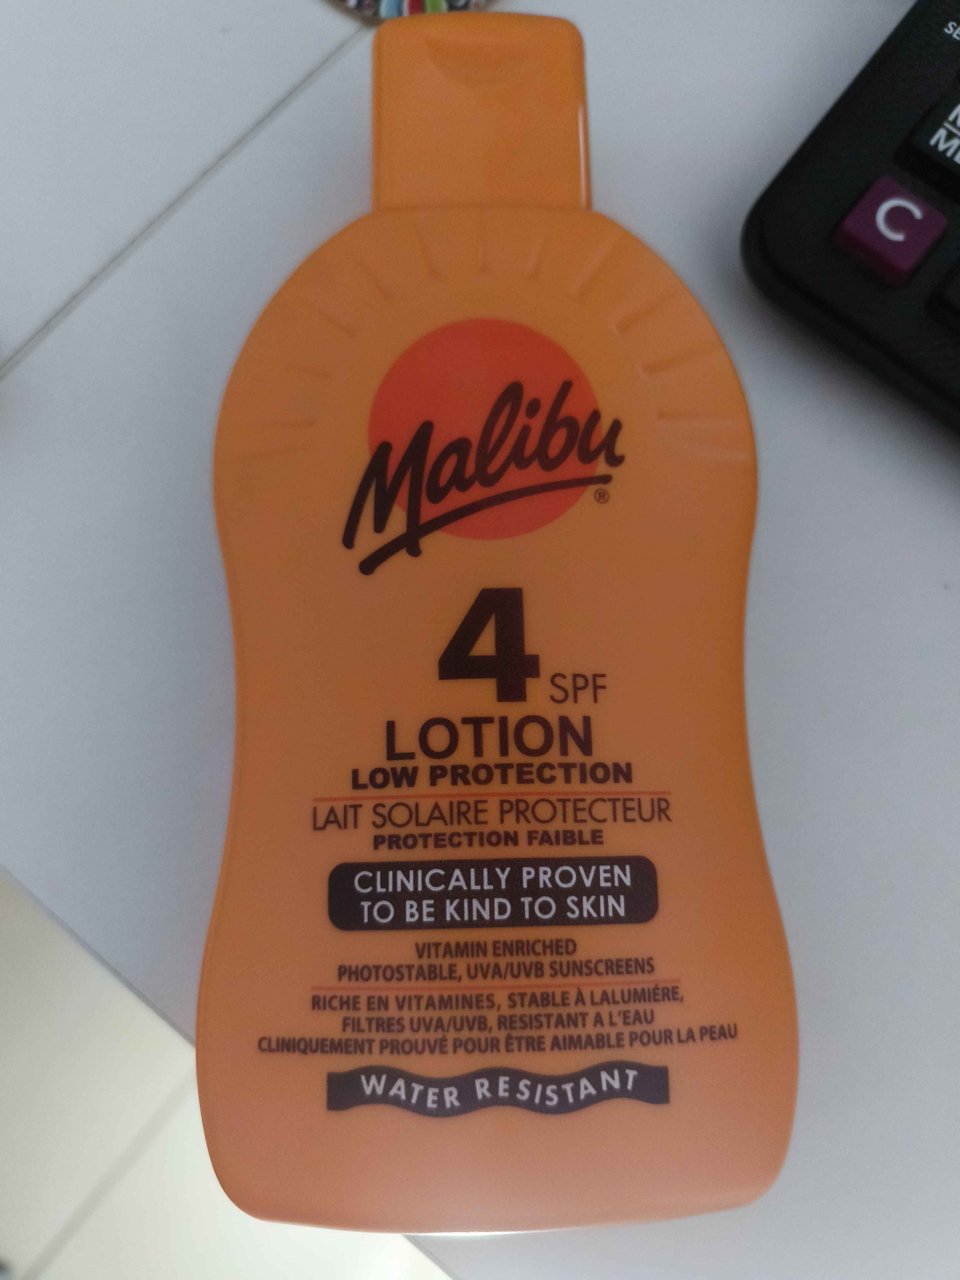 Malibu®
4 SPF
LOTION
LOW PROTECTION
LAIT SOLAIRE PROTECTEUR
PROTECTION FAIBLE
CLINICALLY PROVEN
TO BE KIND TO SKIN
VITAMIN ENRICHED
PHOTOSTABLE, UVA/UVB SUNSCREENS
RICHE EN VITAMINES, STABLE À LALUMIÉRE,
FILTRES UVA/UVB, RESISTANT A L'EAU
CLINIQUEMENT PROUVÉ POUR ÊTRE AIMABLE POUR LA PEAU
WATER RESISTANT
C